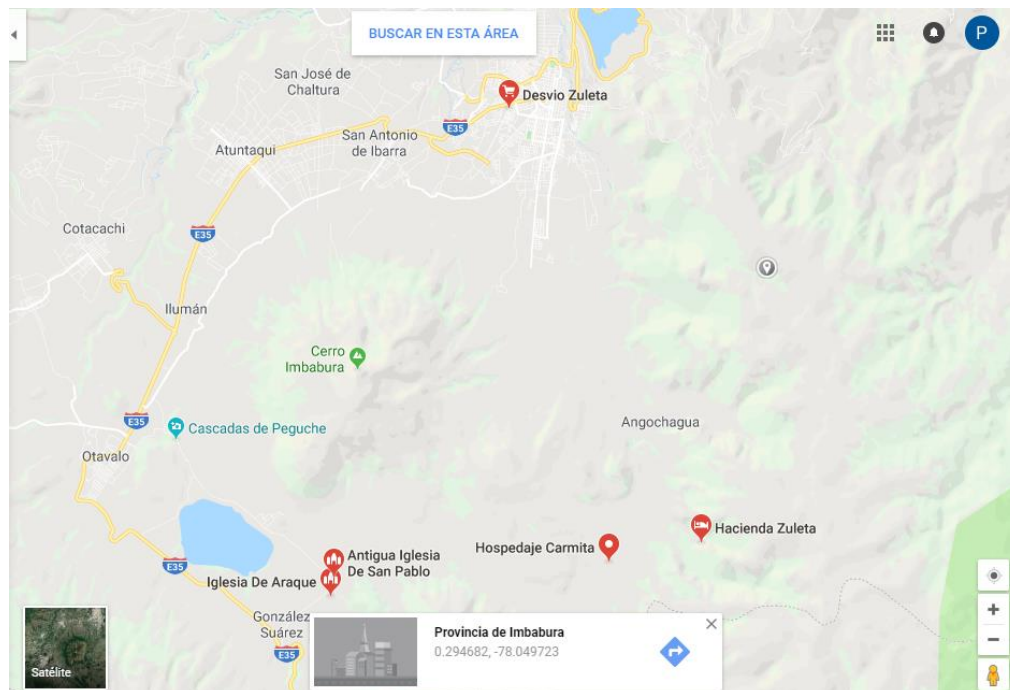 BUSCAR EN ESTA ÁREA
P
San José de
Chaltura
Desvio Zuleta
E35
San Antonio
de Ibarra
Atuntaqui
Cotacachi
E35
Ilumán
Cerro
Imbabura
E35
Cascadas de Peguche
Angochagua
Otavalo
Hacienda Zuleta
Hospedaje Carmita
Antigua Iglesia
De San Pablo
E35
Iglesia De Araque
González
Suárez
E35
Provincia de Imbabura
0.294682, -78.049723
Satélite